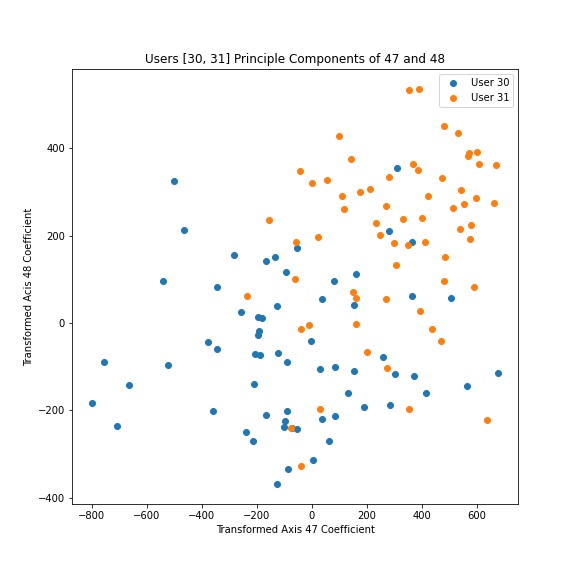 Users [30, 31] Principle Components of 47 and 48
User 30
User 31
Transformed Acis 48 Coefficient
400
200
0
−200
−400
−800
−600
−400
−200
0
200
400
600
Transformed Axis 47 Coefficient